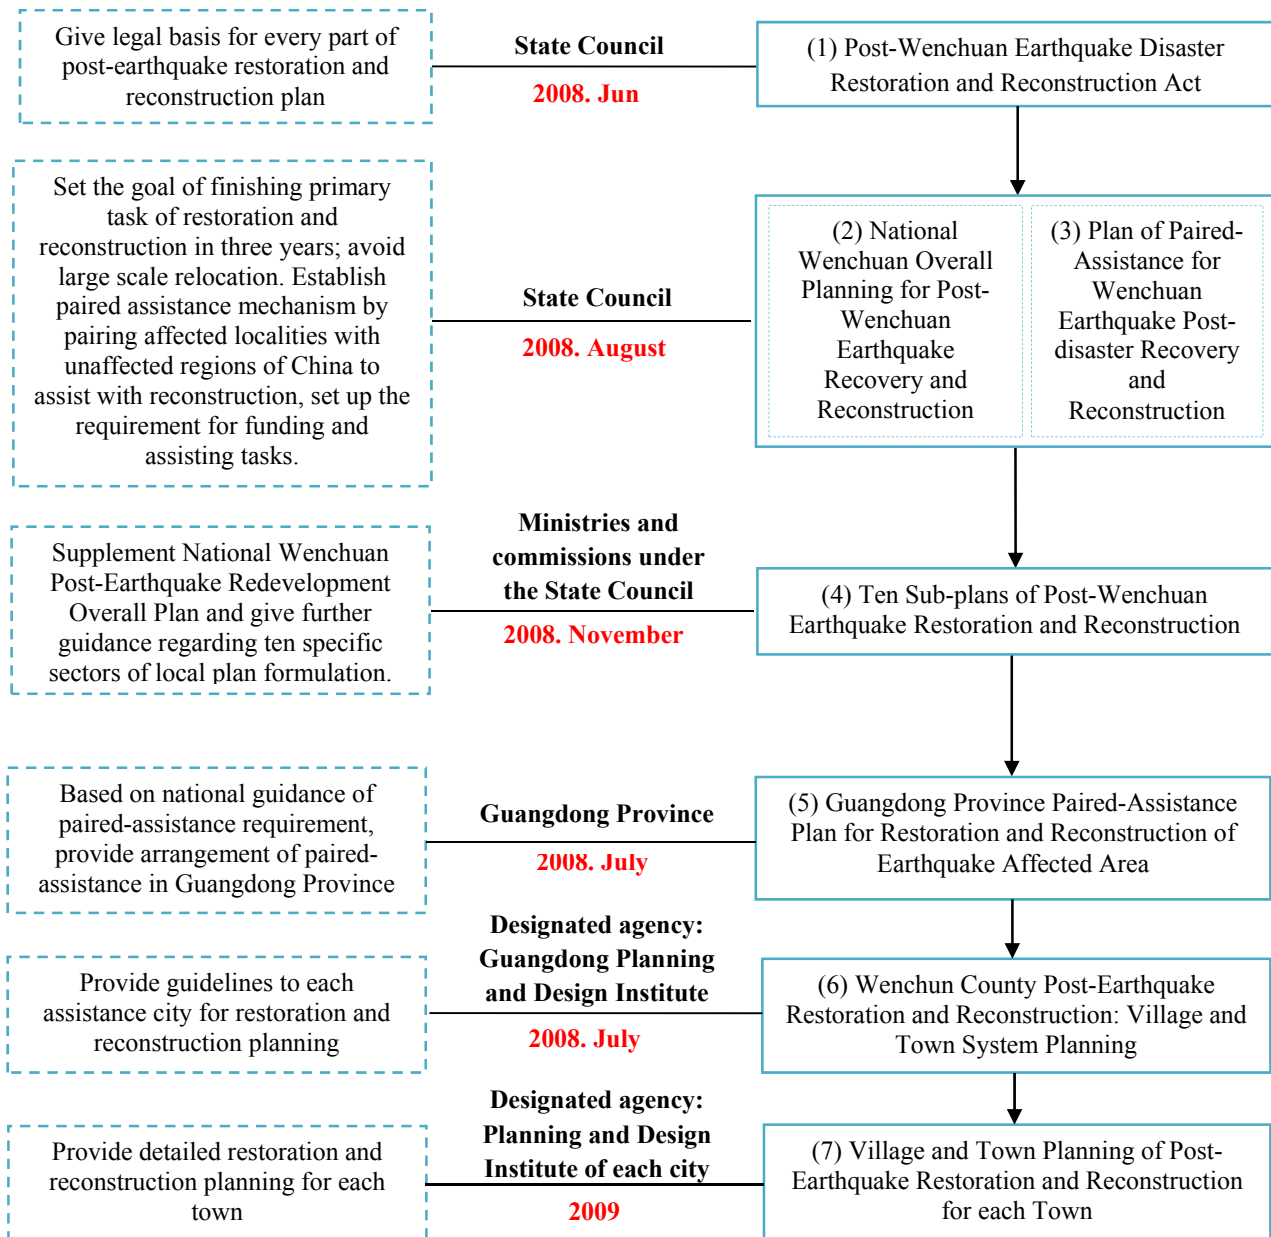 Give legal basis for every part of
post-earthquake restoration and
reconstruction plan
State Council
2008. Jun
(1) Post-Wenchuan Earthquake Disaster
Restoration and Reconstruction Act
Set the goal of finishing primary
task of restoration and
reconstruction in three years; avoid
large scale relocation. Establish
paired assistance mechanism by
pairing affected localities with
unaffected regions of China to
assist with reconstruction, set up the
requirement for funding and
assisting tasks.
State Council
2008. August
(2) National
Wenchuan Overall
Planning for Post-
Wenchuan
Earthquake
Recovery and
Reconstruction
(3) Plan of Paired-
Assistance for
Wenchuan
Earthquake Post-
disaster Recovery
and
Reconstruction
Supplement National Wenchuan
Post-Earthquake Redevelopment
Overall Plan and give further
guidance regarding ten specific
sectors of local plan formulation.
Ministries and
commissions under
the State Council
2008. November
(4) Ten Sub-plans of Post-Wenchuan
Earthquake Restoration and Reconstruction
Based on national guidance of
paired-assistance requirement,
provide arrangement of paired-
assistance in Guangdong Province
Guangdong Province
2008. July
(5) Guangdong Province Paired-Assistance
Plan for Restoration and Reconstruction of
Earthquake Affected Area
Provide guidelines to each
assistance city for restoration and
reconstruction planning
Designated agency:
Guangdong Planning
and Design Institute
2008. July
(6) Wenchun County Post-Earthquake
Restoration and Reconstruction: Village and
Town System Planning
Provide detailed restoration and
reconstruction planning for each
town
Designated agency:
Planning and Design
Institute of each city
2009
(7) Village and Town Planning of Post-
Earthquake Restoration and Reconstruction
for each Town